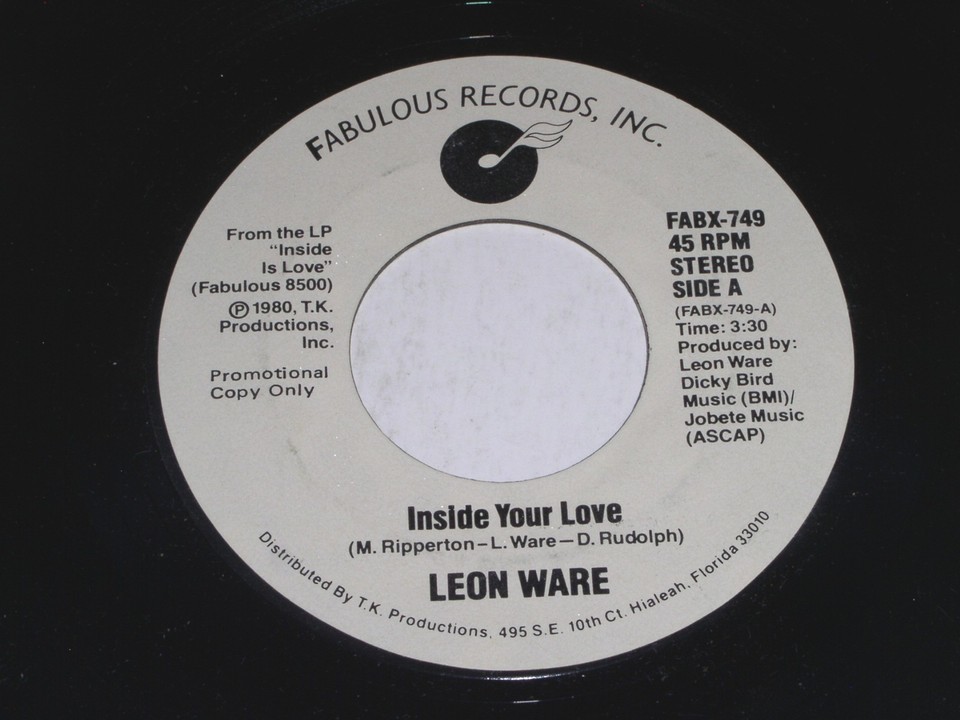 FABULOUS RECORDS, INC.
From the LP
"Inside
Is Love"
(Fabulous 8500)
℗ 1980, T.K.
Productions,
Inc.
Promotional
Copy Only
FABX-749
45 RPM
STEREO
SIDE A
(FABX-749-A)
Time: 3:30
Produced by:
Leon Ware
Dicky Bird
Music (BMI)/
Jobete Music
(ASCAP)
Inside Your Love
(M. Ripperton–L. Ware–D. Rudolph)
LEON WARE
Distributed By T.K. Productions, 495 S.E. 10th Ct. Hialeah, Florida 33010